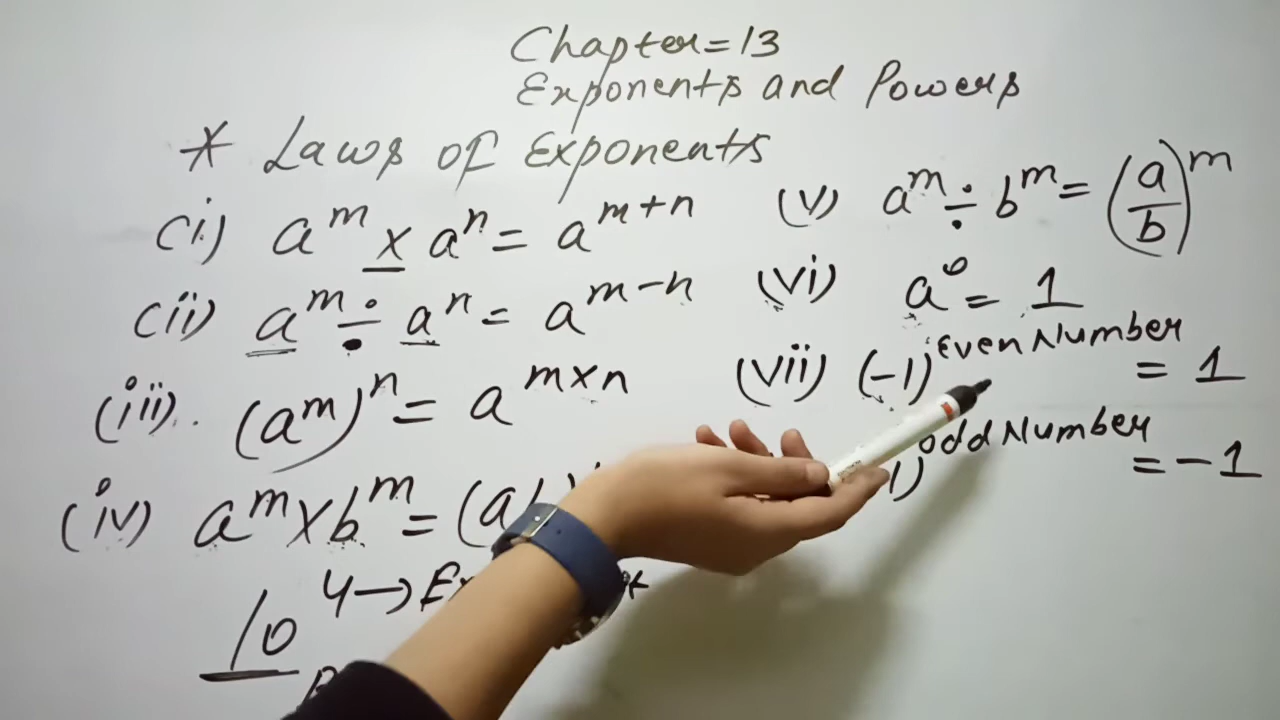 Chapter=13
Exponents and Powers
* Laws of Exponents
(i) a^m × a^n = a^(m+n)
(ii) a^m ÷ a^n = a^(m-n)
(iii) (a^m)^n = a^(m×n)
(iv) a^m × b^m = (a
10^4 →
(v) a^m ÷ b^m = (a/b)^m
(vi) a^0 = 1
(vii) (-1)^Even Number = 1
1)^odd Number = -1